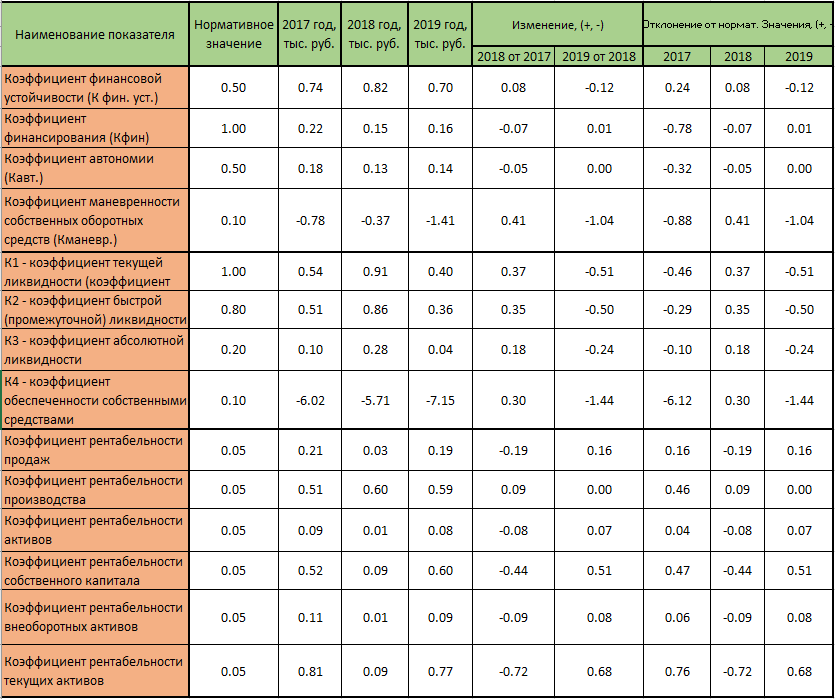 Наименование показателя Нормативное значение 2017 год, тыс. руб. 2018 год, тыс. руб. 2019 год, тыс. руб. Изменение, (+, -) Отклонение от нормат. Значения, (+, -
2018 от 2017 2019 от 2018 2017 2018 2019
Коэффициент финансовой
устойчивости (К фин. уст.) 0.50 0.74 0.82 0.70 0.08 -0.12 0.24 0.08 -0.12
Коэффициент
финансирования (Кфин) 1.00 0.22 0.15 0.16 -0.07 0.01 -0.78 -0.07 0.01
Коэффициент автономии
(Кавт.) 0.50 0.18 0.13 0.14 -0.05 0.00 -0.32 -0.05 0.00
Коэффициент маневренности
собственных оборотных
средств (Кманевр.) 0.10 -0.78 -0.37 -1.41 0.41 -1.04 -0.88 0.41 -1.04
К1 - коэффициент текущей
ликвидности (коэффициент 1.00 0.54 0.91 0.40 0.37 -0.51 -0.46 0.37 -0.51
К2 - коэффициент быстрой
(промежуточной) ликвидности 0.80 0.51 0.86 0.36 0.35 -0.50 -0.29 0.35 -0.50
К3 - коэффициент абсолютной
ликвидности 0.20 0.10 0.28 0.04 0.18 -0.24 -0.10 0.18 -0.24
К4 - коэффициент
обеспеченности собственными
средствами 0.10 -6.02 -5.71 -7.15 0.30 -1.44 -6.12 0.30 -1.44
Коэффициент рентабельности
продаж 0.05 0.21 0.03 0.19 -0.19 0.16 0.16 -0.19 0.16
Коэффициент рентабельности
производства 0.05 0.51 0.60 0.59 0.09 0.00 0.46 0.09 0.00
Коэффициент рентабельности
активов 0.05 0.09 0.01 0.08 -0.08 0.07 0.04 -0.08 0.07
Коэффициент рентабельности
собственного капитала 0.05 0.52 0.09 0.60 -0.44 0.51 0.47 -0.44 0.51
Коэффициент рентабельности
внеоборотных активов 0.05 0.11 0.01 0.09 -0.09 0.08 0.06 -0.09 0.08
Коэффициент рентабельности
текущих активов 0.05 0.81 0.09 0.77 -0.72 0.68 0.76 -0.72 0.68